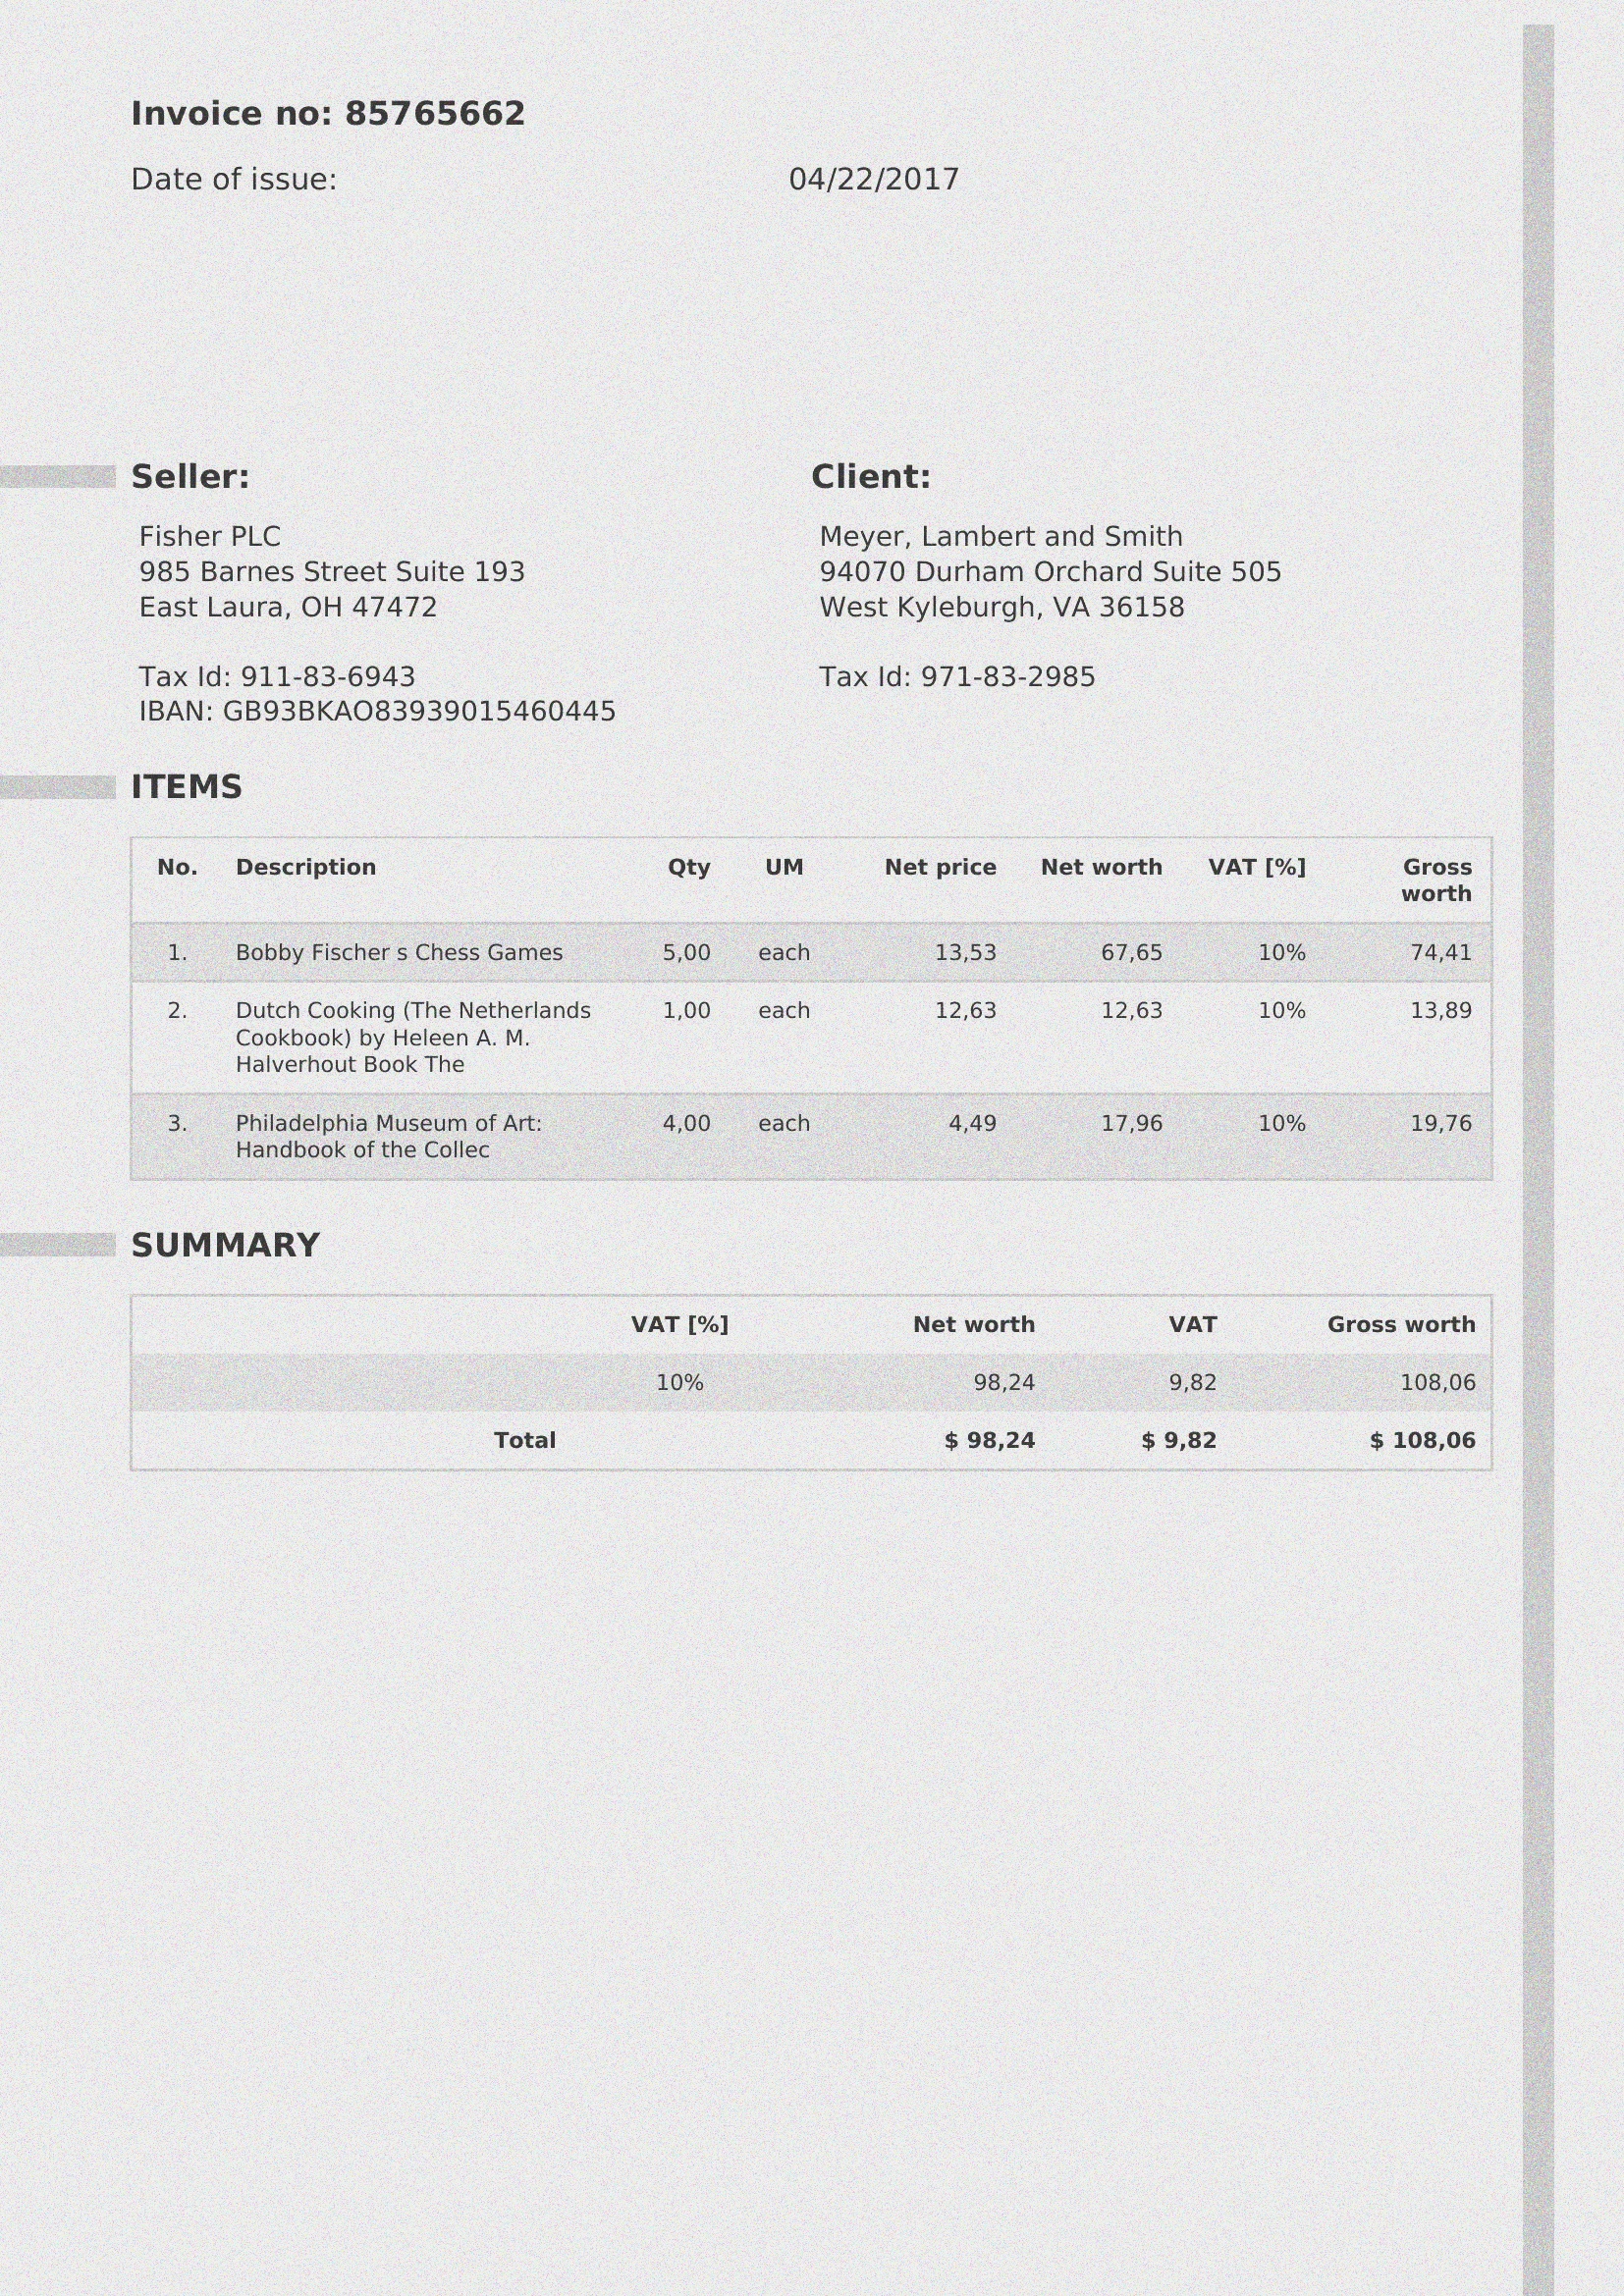 Invoice no: 85765662
Date of issue: 04/22/2017
Seller: Client:
Fisher PLC Meyer, Lambert and Smith
985 Barnes Street Suite 193 94070 Durham Orchard Suite 505
East Laura, OH 47472 West Kyleburgh, VA 36158
Tax Id: 911-83-6943 Tax Id: 971-83-2985
IBAN: GB93BKAO83939015460445
ITEMS
No. Description Qty UM Net price Net worth VAT [%] Gross
worth
1. Bobby Fischer s Chess Games 5,00 each 13,53 67,65 10% 74,41
2. Dutch Cooking (The Netherlands 1,00 each 12,63 12,63 10% 13,89
Cookbook) by Heleen A. M.
Halverhout Book The
3. Philadelphia Museum of Art: 4,00 each 4,49 17,96 10% 19,76
Handbook of the Collec
SUMMARY
VAT [%] Net worth VAT Gross worth
10% 98,24 9,82 108,06
Total $ 98,24 $ 9,82 $ 108,06